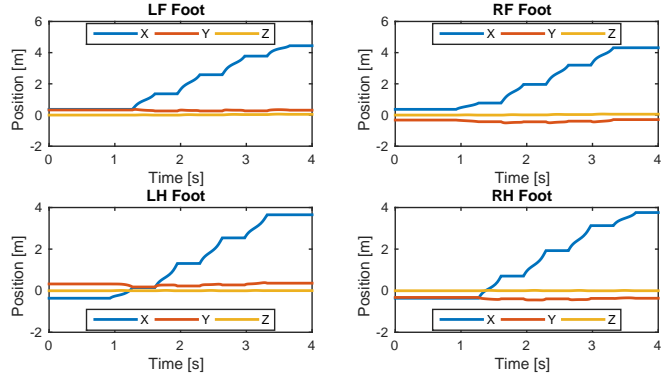 LF Foot
RF Foot
X Y Z
X Y Z
Position [m]
6
4
2
0
-2
0 1 2 3 4
Time [s]
Position [m]
6
4
2
0
-2
0 1 2 3 4
Time [s]
LH Foot
RH Foot
Position [m]
4
2
0
-2
X Y Z
0 1 2 3 4
Time [s]
Position [m]
4
2
0
-2
X Y Z
0 1 2 3 4
Time [s]